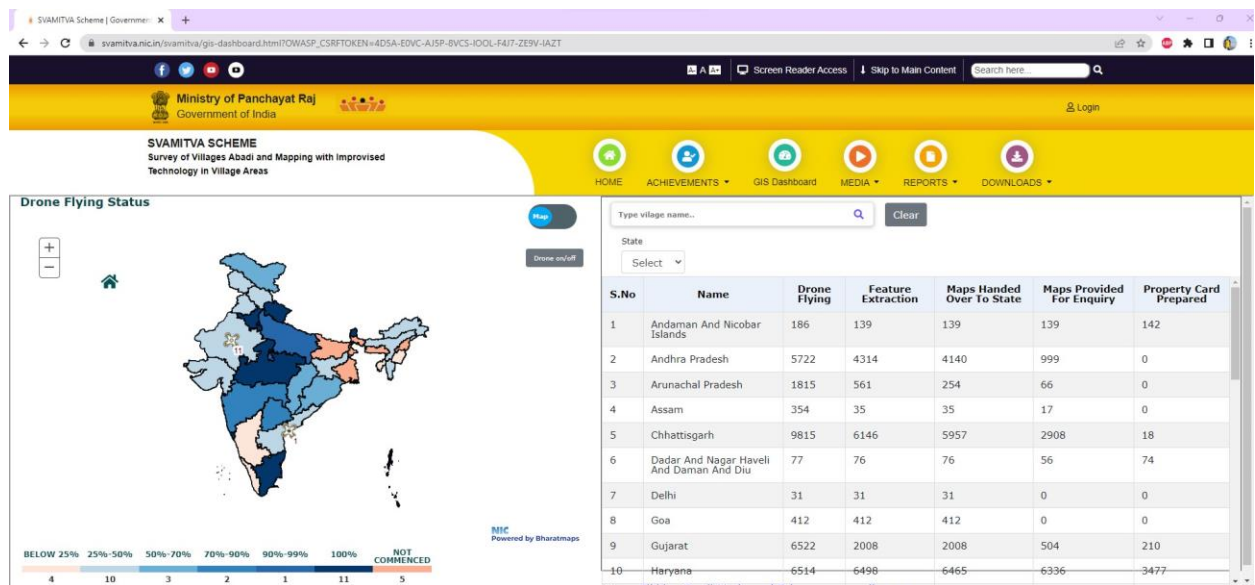 SVAMITVA Scheme | Governmen
svamitva.nic.in/svamitva/gis-dashboard.html?OWASP_CSRFTOKEN=4D5A-E0VC-AJ5P-8VCS-IOOL-F4J7-ZE9V-IAZT
A- A A+ Screen Reader Access Skip to Main Content Search here...
Ministry of Panchayat Raj
Government of India
Login
SVAMITVA SCHEME
Survey of Villages Abadi and Mapping with Improvised
Technology in Village Areas
HOME ACHIEVEMENTS GIS Dashboard MEDIA REPORTS DOWNLOADS
Drone Flying Status
Map
Drone on/off
+
−
11
NIC
Powered by Bharatmaps
BELOW 25% 25%-50% 50%-70% 70%-90% 90%-99% 100% NOT COMMENCED
4 10 3 2 1 11 5
Type vilage name.. Clear
State
Select
S.No Name Drone Flying Feature Extraction Maps Handed Over To State Maps Provided For Enquiry Property Card Prepared
1 Andaman And Nicobar Islands 186 139 139 139 142
2 Andhra Pradesh 5722 4314 4140 999 0
3 Arunachal Pradesh 1815 561 254 66 0
4 Assam 354 35 35 17 0
5 Chhattisgarh 9815 6146 5957 2908 18
6 Dadar And Nagar Haveli And Daman And Diu 77 76 76 56 74
7 Delhi 31 31 31 0 0
8 Goa 412 412 412 0 0
9 Gujarat 6522 2008 2008 504 210
10 Haryana 6514 6498 6465 6336 3477